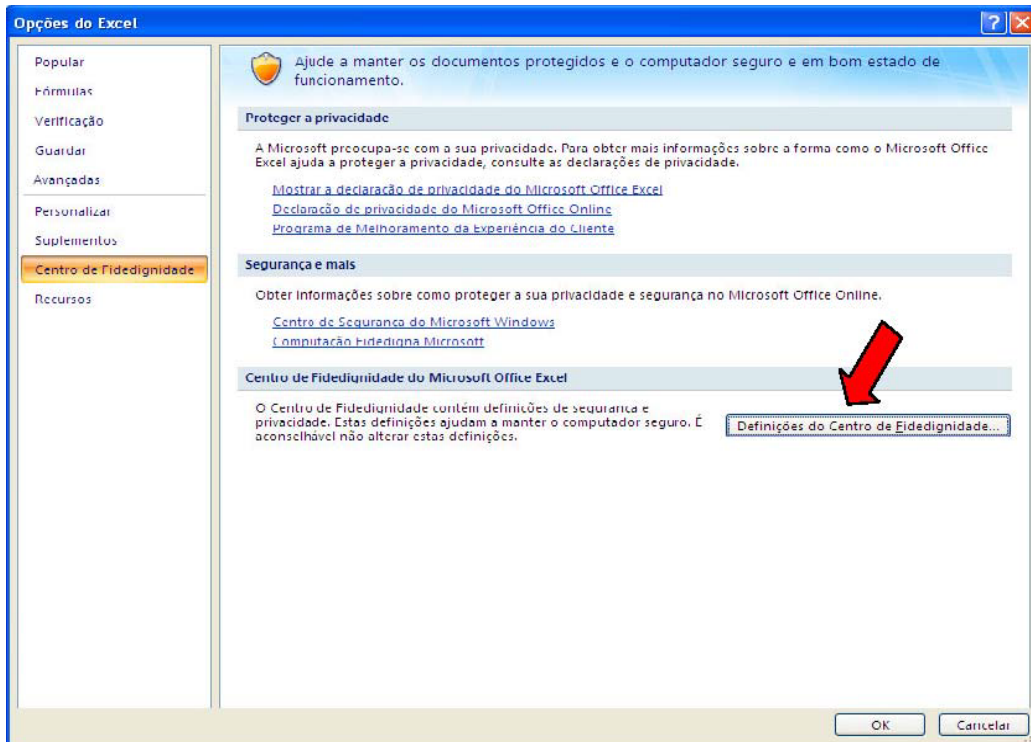 Opções do Excel
Popular
Fórmulas
Verificação
Guardar
Avançadas
Personalizar
Suplementos
Centro de Fidedignidade
Recursos
Ajude a manter os documentos protegidos e o computador seguro e em bom estado de
funcionamento.
Proteger a privacidade
A Microsoft preocupa-se com a sua privacidade. Para obter mais informações sobre a forma como o Microsoft Office
Excel ajuda a proteger a privacidade, consulte as declarações de privacidade.
Mostrar a declaração de privacidade do Microsoft Office Excel
Declaração de privacidade do Microsoft Office Online
Programa de Melhoramento da Experiência do Cliente
Segurança e mais
Obter informações sobre como proteger a sua privacidade e segurança no Microsoft Office Online.
Centro de Segurança do Microsoft Windows
Computação Fidedigna Microsoft
Centro de Fidedignidade do Microsoft Office Excel
O Centro de Fidedignidade contém definições de segurança e
privacidade. Estas definições ajudam a manter o computador seguro. É
aconselhável não alterar estas definições.
Definições do Centro de Fidedignidade...
OK
Cancelar